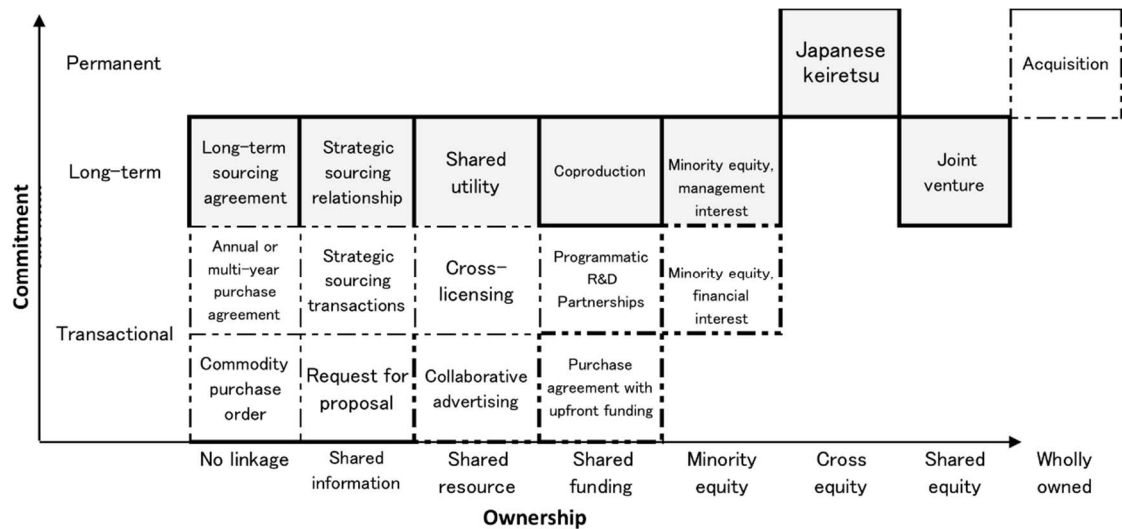 Commitment
Permanent
Long-term
Transactional
Japanese
keiretsu
Acquisition
Long-term
sourcing
agreement
Strategic
sourcing
relationship
Shared
utility
Coproduction
Minority equity,
management
interest
Joint
venture
Annual or
multi-year
purchase
agreement
Strategic
sourcing
transactions
Cross-
licensing
Programmatic
R&D
Partnerships
Minority equity,
financial
interest
Commodity
purchase
order
Request for
proposal
Collaborative
advertising
Purchase
agreement with
upfront funding
No linkage
Shared
information
Shared
resource
Shared
funding
Minority
equity
Cross
equity
Shared
equity
Wholly
owned
Ownership